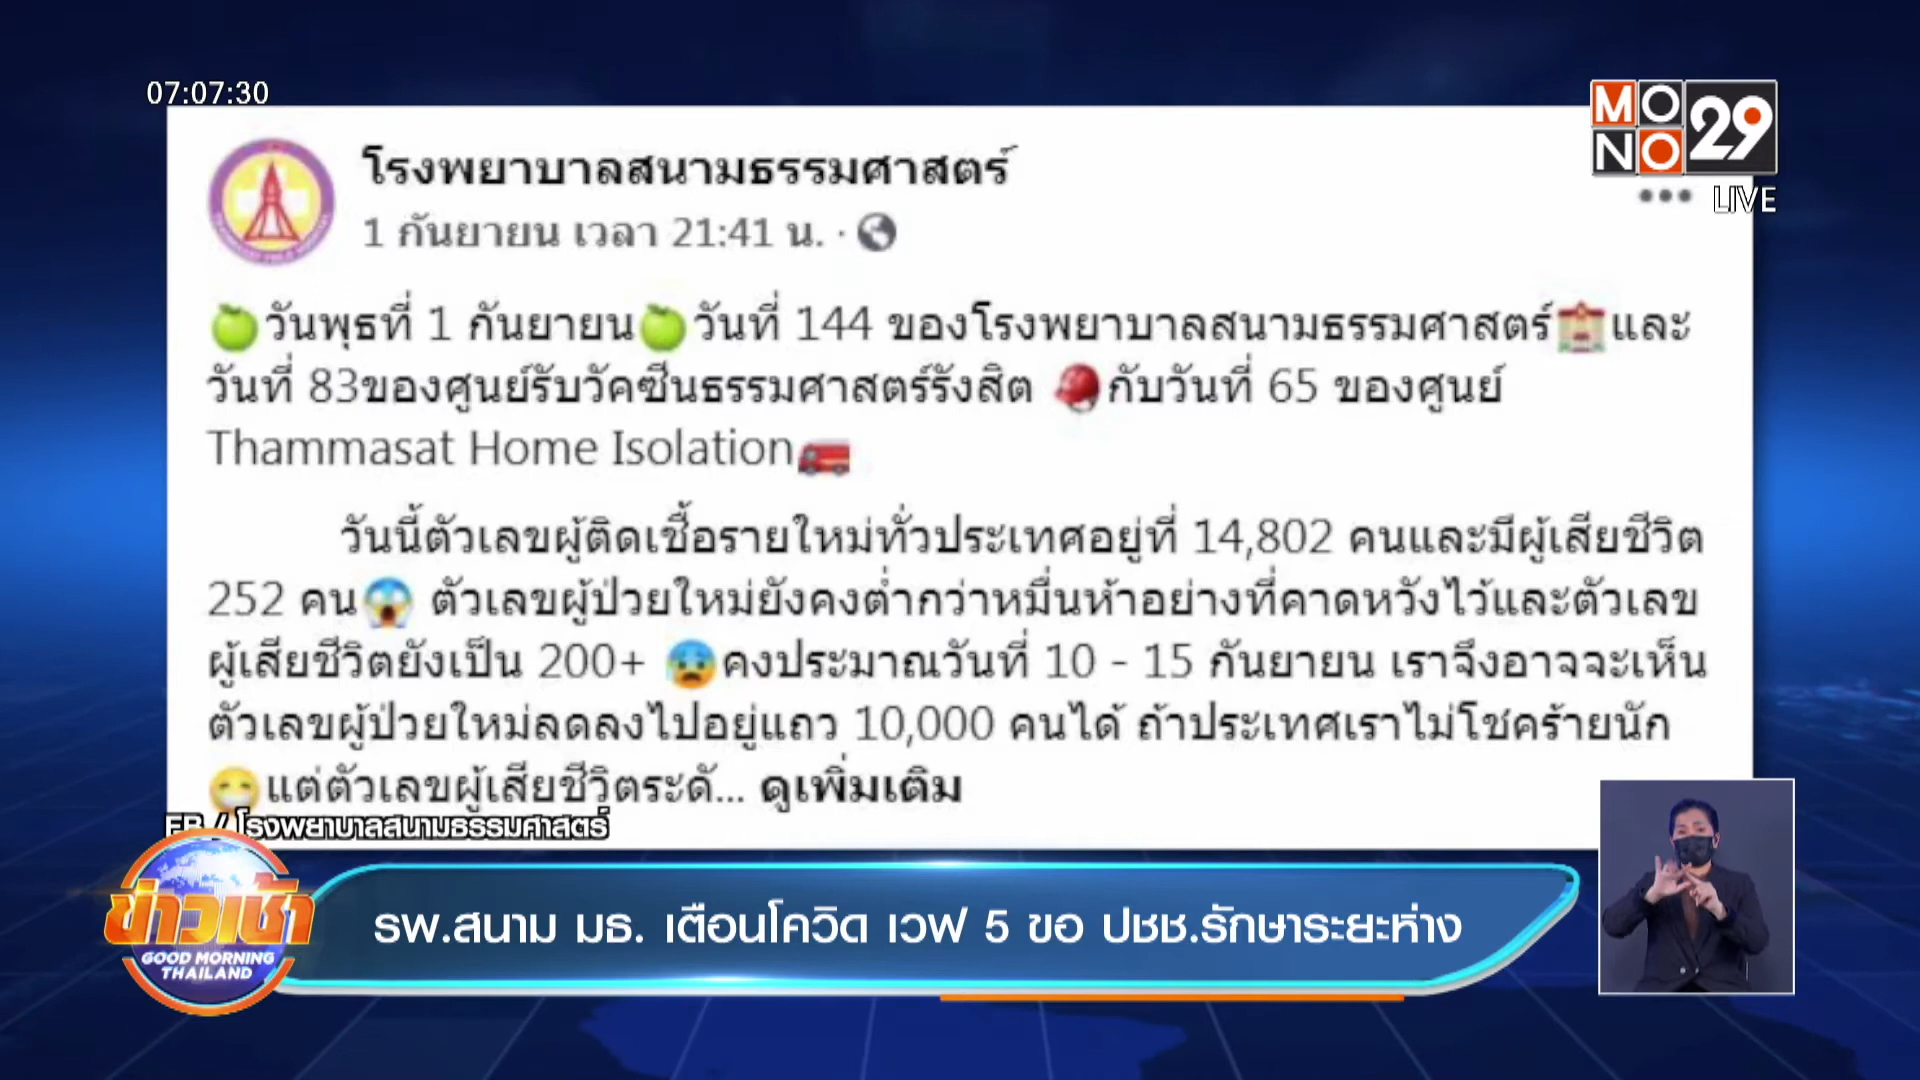 07:07:30
MONO 29
LIVE
โรงพยาบาลสนามธรรมศาสตร์
1 กันยายน เวลา 21:41 น. ·
🍏วันพุธที่ 1 กันยายน🍏วันที่ 144 ของโรงพยาบาลสนามธรรมศาสตร์🏫และ
วันที่ 83ของศูนย์รับวัคซีนธรรมศาสตร์รังสิต กับวันที่ 65 ของศูนย์
Thammasat Home Isolation🚒
วันนี้ตัวเลขผู้ติดเชื้อรายใหม่ทั่วประเทศอยู่ที่ 14,802 คนและมีผู้เสียชีวิต
252 คน😱 ตัวเลขผู้ป่วยใหม่ยังคงต่ำกว่าหมื่นห้าอย่างที่คาดหวังไว้และตัวเลข
ผู้เสียชีวิตยังเป็น 200+ 😰คงประมาณวันที่ 10 - 15 กันยายน เราจึงอาจจะเห็น
ตัวเลขผู้ป่วยใหม่ลดลงไปอยู่แถว 10,000 คนได้ ถ้าประเทศเราไม่โชคร้ายนัก
😷แต่ตัวเลขผู้เสียชีวิตระดั... ดูเพิ่มเติม
FB / โรงพยาบาลสนามธรรมศาสตร์
ข่าวเช้า
GOOD MORNING
THAILAND
รพ.สนาม มธ. เตือนโควิด เวฟ 5 ขอ ปชช.รักษาระยะห่าง